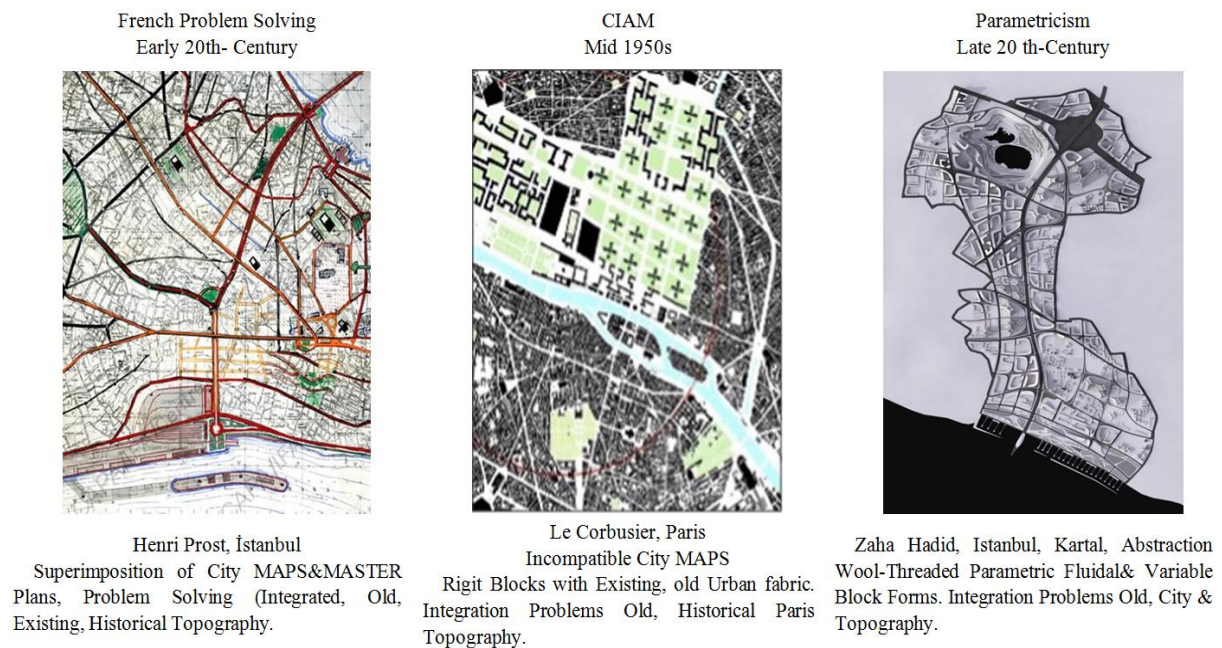 French Problem Solving
Early 20th- Century
CIAM
Mid 1950s
Parametricism
Late 20 th-Century
Henri Prost, İstanbul
Superimposition of City MAPS&MASTER
Plans, Problem Solving (Integrated, Old,
Existing, Historical Topography.
Le Corbusier, Paris
Incompatible City MAPS
Rigit Blocks with Existing, old Urban fabric.
Integration Problems Old, Historical Paris
Topography.
Zaha Hadid, Istanbul, Kartal, Abstraction
Wool-Threaded Parametric Fluidal& Variable
Block Forms. Integration Problems Old, City &
Topography.